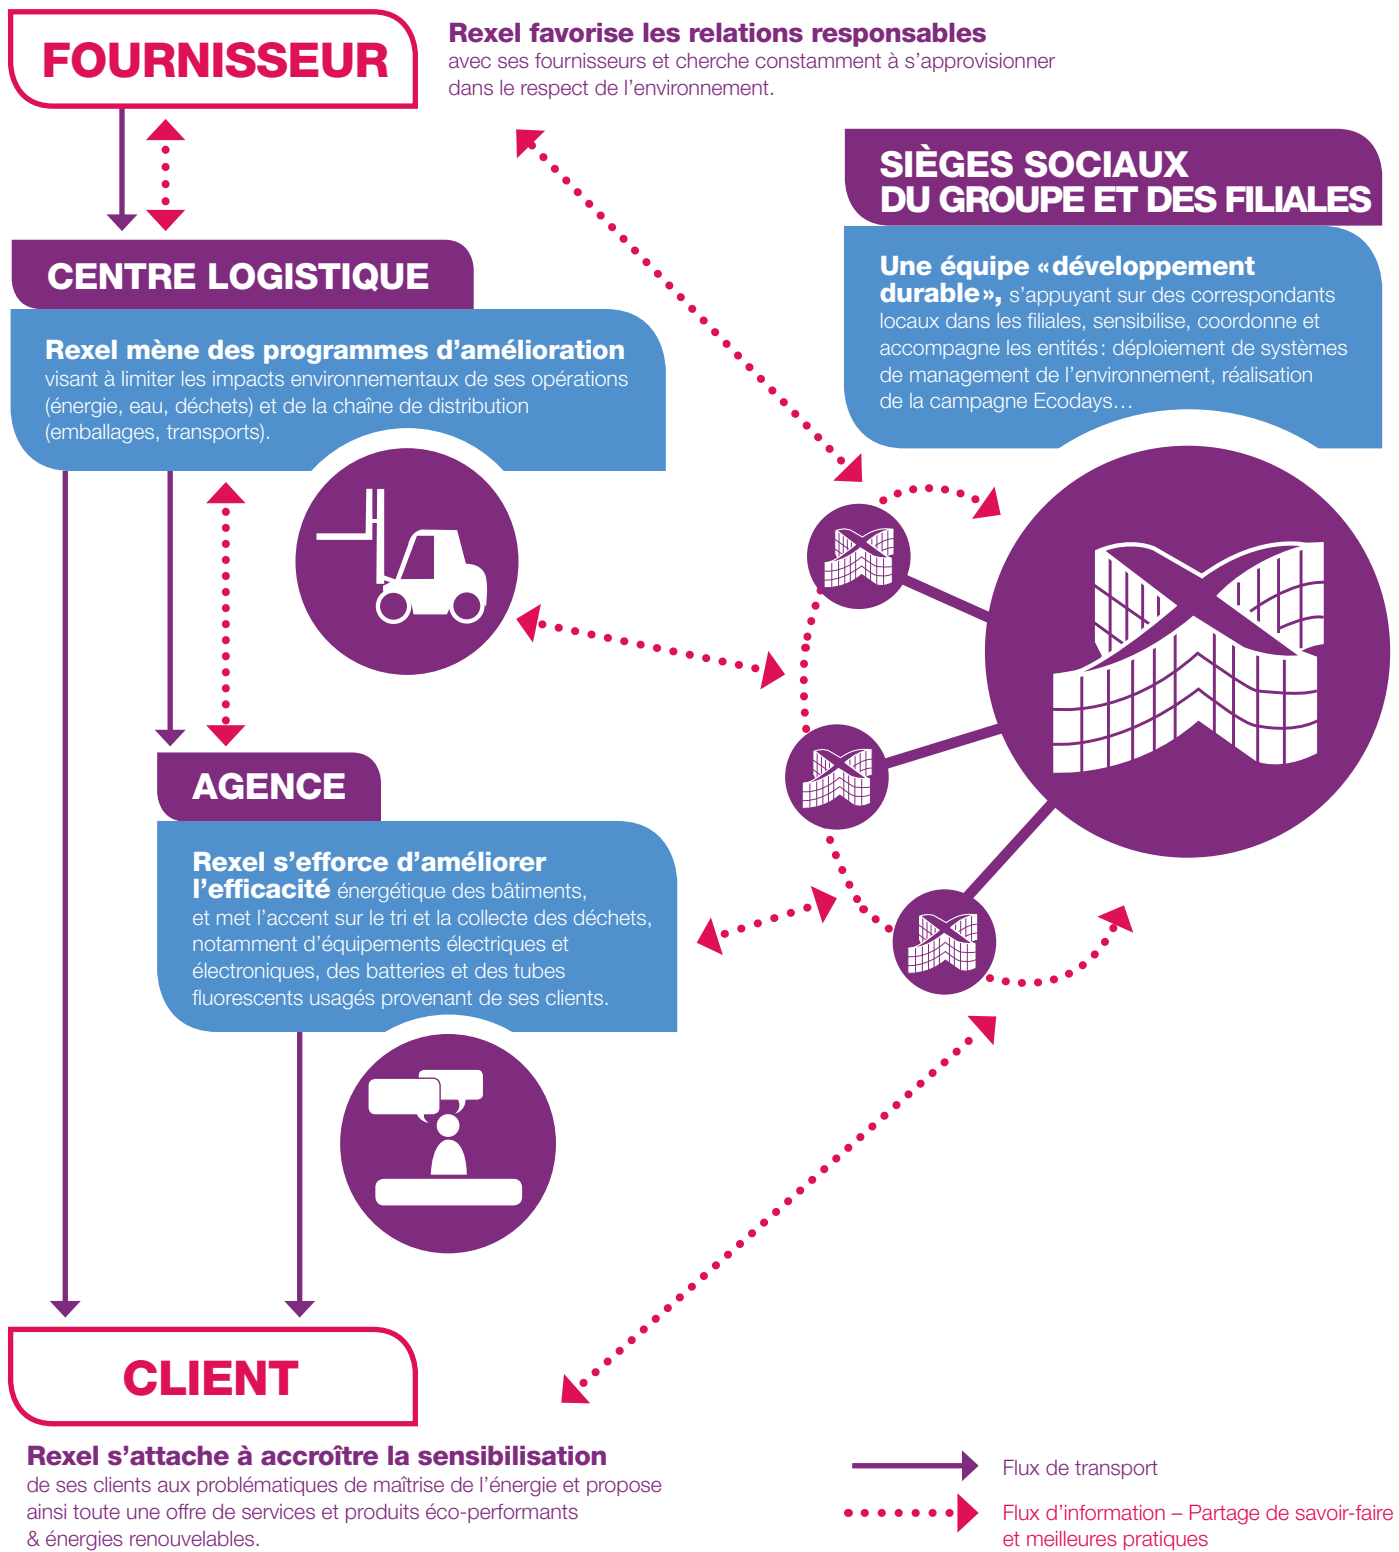 FOURNISSEUR
Rexel favorise les relations responsables
avec ses fournisseurs et cherche constamment à s'approvisionner
dans le respect de l'environnement.
SIÈGES SOCIAUX
DU GROUPE ET DES FILIALES
Une équipe «développement
durable», s'appuyant sur des correspondants
locaux dans les filiales, sensibilise, coordonne et
accompagne les entités : déploiement de systèmes
de management de l'environnement, réalisation
de la campagne Ecodays…
CENTRE LOGISTIQUE
Rexel mène des programmes d'amélioration
visant à limiter les impacts environnementaux de ses opérations
(énergie, eau, déchets) et de la chaîne de distribution
(emballages, transports).
AGENCE
Rexel s'efforce d'améliorer
l'efficacité énergétique des bâtiments,
et met l'accent sur le tri et la collecte des déchets,
notamment d'équipements électriques et
électroniques, des batteries et des tubes
fluorescents usagés provenant de ses clients.
CLIENT
Rexel s'attache à accroître la sensibilisation
de ses clients aux problématiques de maîtrise de l'énergie et propose
ainsi toute une offre de services et produits éco-performants
& énergies renouvelables.
Flux de transport
Flux d'information – Partage de savoir-faire
et meilleures pratiques